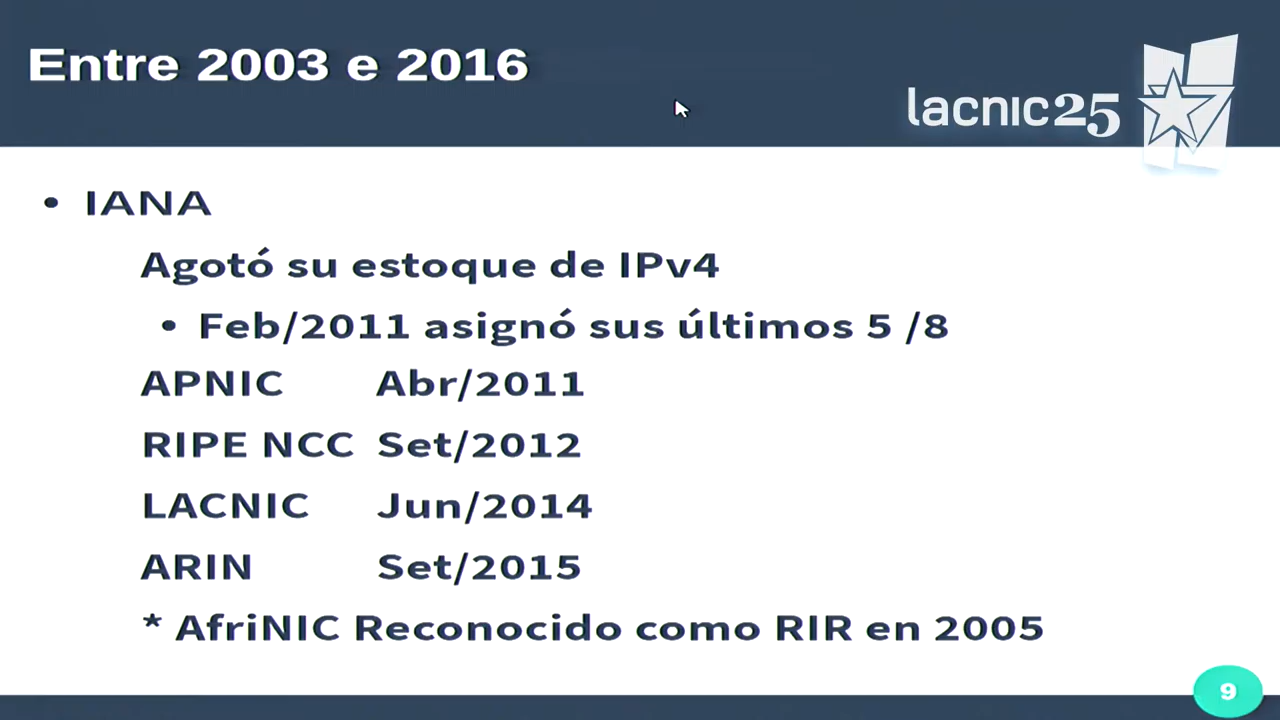 Entre 2003 e 2016
lacnic25
• IANA
Agotó su estoque de IPv4
• Feb/2011 asignó sus últimos 5 /8
APNIC Abr/2011
RIPE NCC Set/2012
LACNIC Jun/2014
ARIN Set/2015
* AfriNIC Reconocido como RIR en 2005
9